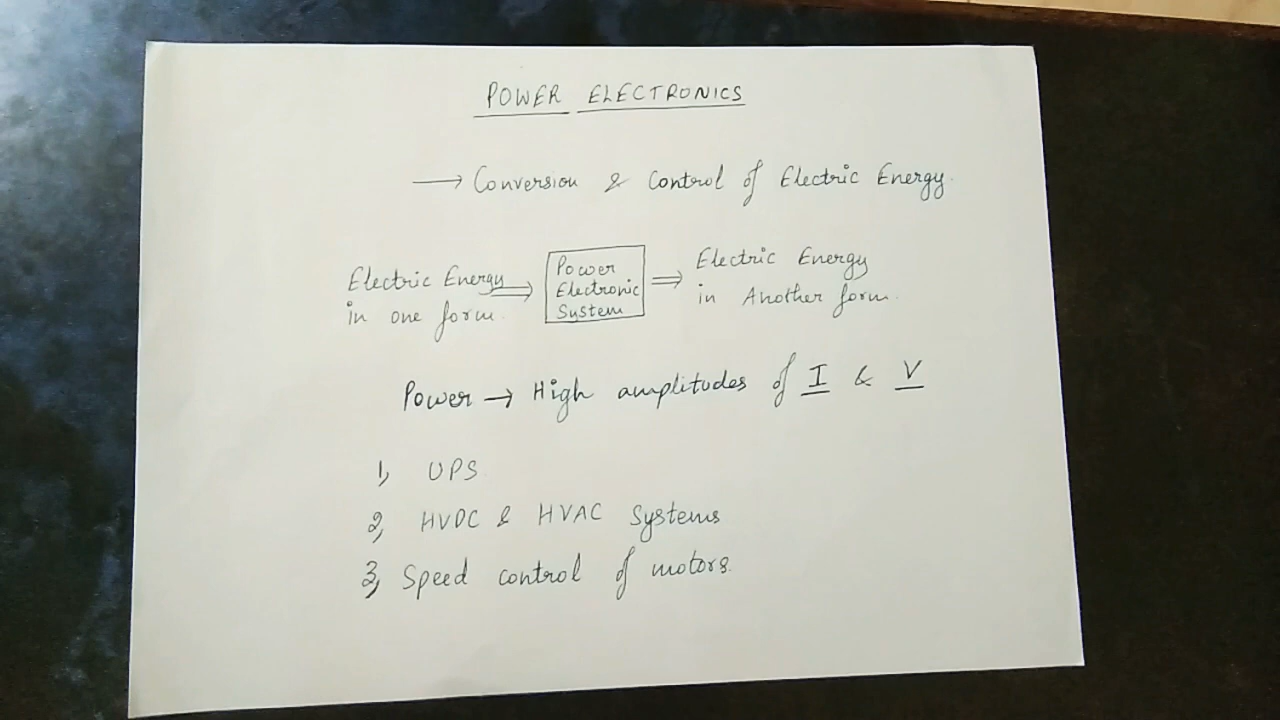 POWER ELECTRONICS
→ Conversion & Control of Electric Energy.
Electric Energy
in one form.
⇒
Power
Electronic
System
⇒
Electric Energy
in Another form.
Power → High amplitudes of I & V
1, UPS
2, HVDC & HVAC Systems
3, Speed control of motors.